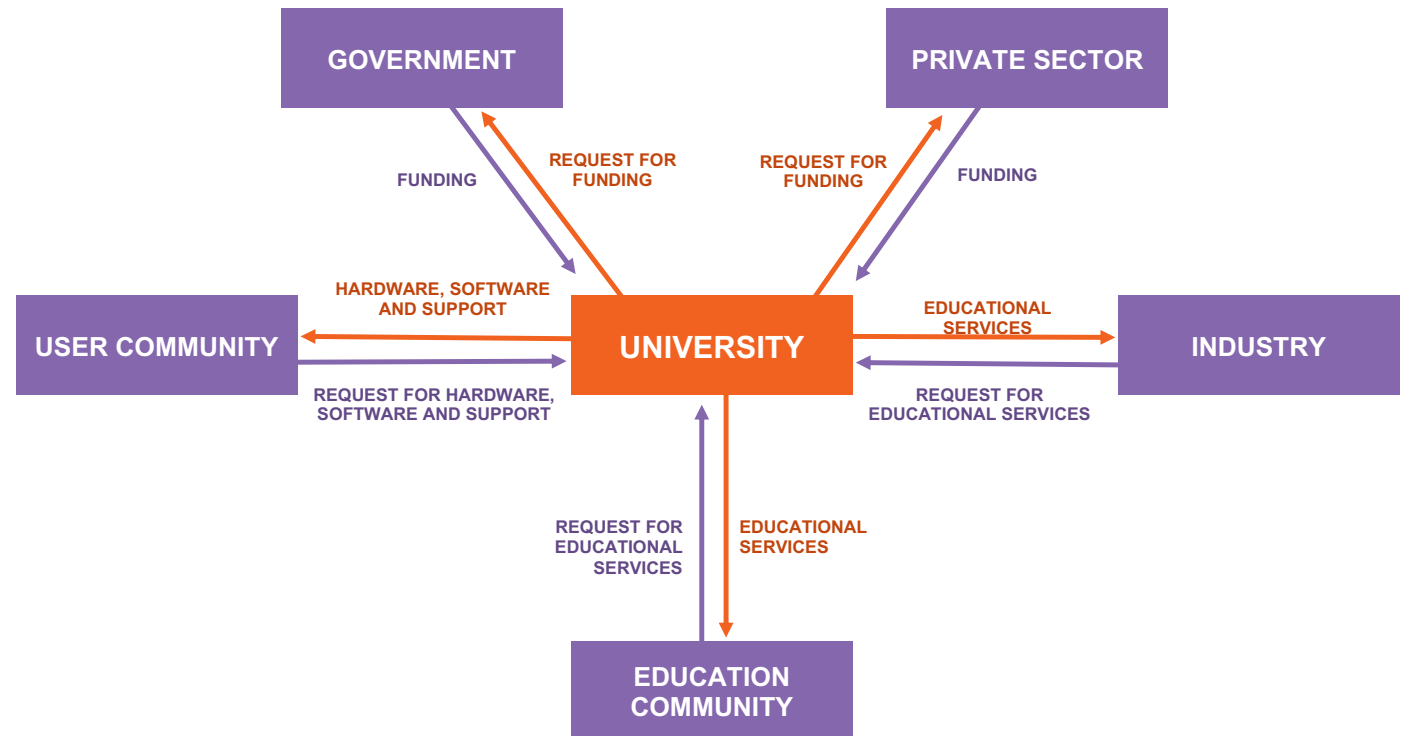 GOVERNMENT
PRIVATE SECTOR
REQUEST FOR
FUNDING
FUNDING
REQUEST FOR
FUNDING
FUNDING
HARDWARE, SOFTWARE
AND SUPPORT
EDUCATIONAL
SERVICES
USER COMMUNITY
UNIVERSITY
INDUSTRY
REQUEST FOR HARDWARE,
SOFTWARE AND SUPPORT
REQUEST FOR
EDUCATIONAL SERVICES
REQUEST FOR
EDUCATIONAL
SERVICES
EDUCATIONAL
SERVICES
EDUCATION
COMMUNITY